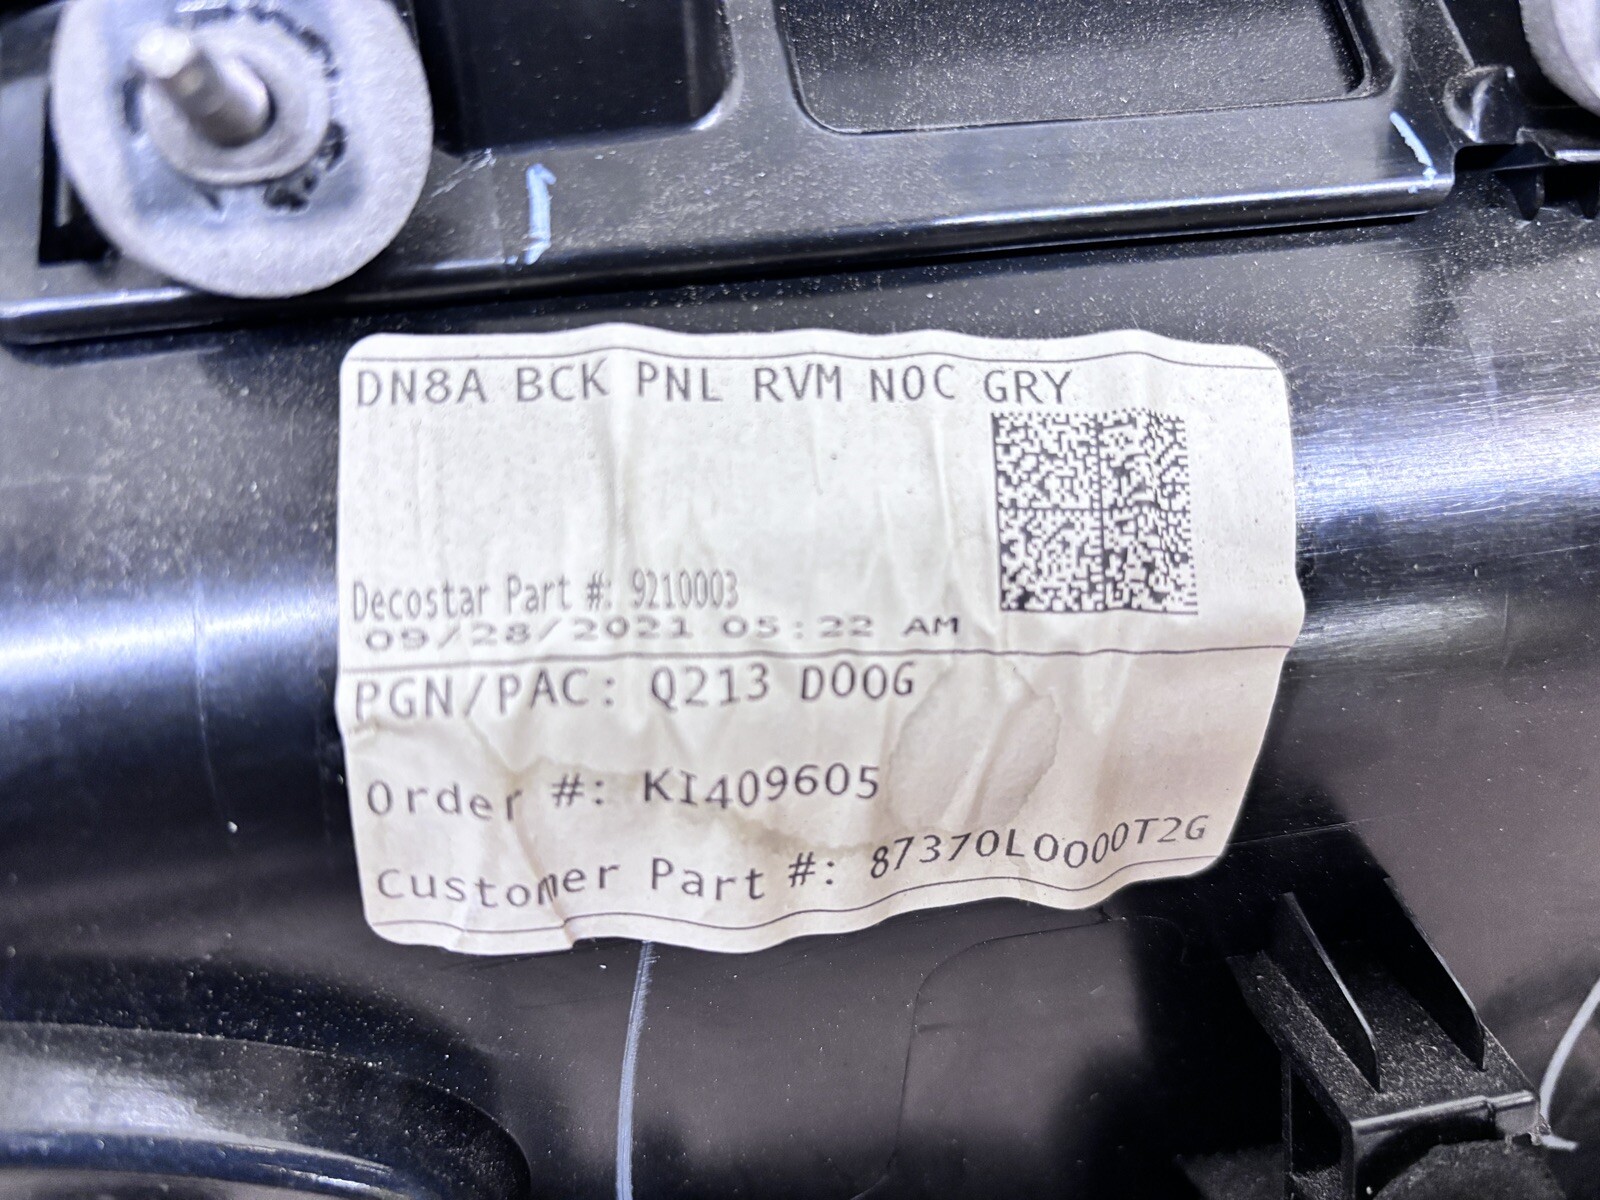 DN8A BCK PNL RVM NOC GRY
Decostar Part #: 9210003
09/28/2021 05:22 AM
PGN/PAC: Q213 D00G
Order #: KI409605
Customer Part #: 87370L0000T2G